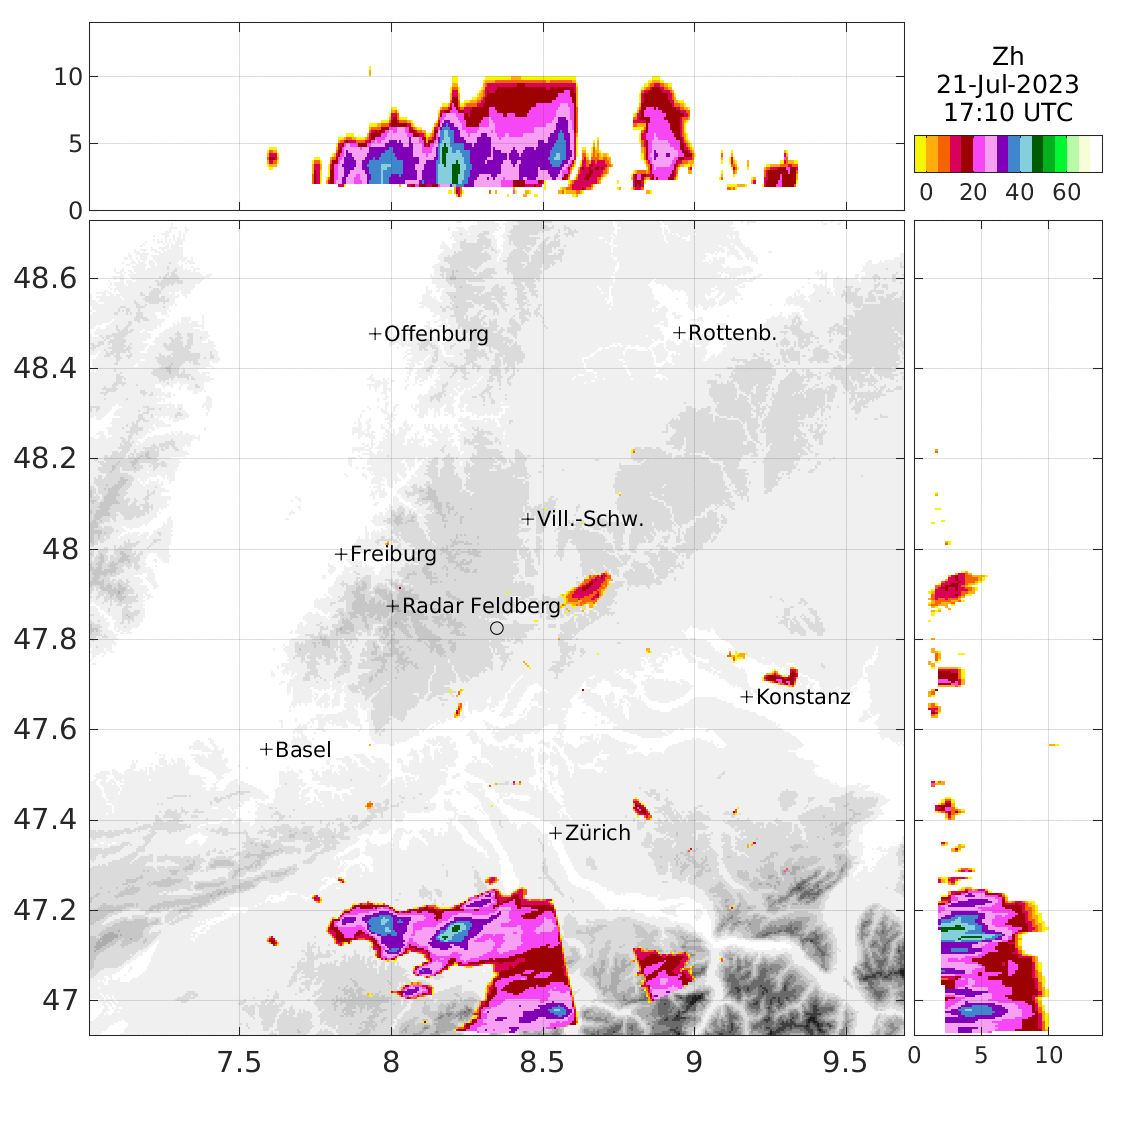 10
5
0
Zh
21-Jul-2023
17:10 UTC
0 20 40 60
48.6
48.4
48.2
48
47.8
47.6
47.4
47.2
47
+Offenburg
+Rottenb.
+Vill.-Schw.
+Freiburg
+Radar Feldberg
+Konstanz
+Basel
+Zürich
7.5 8 8.5 9 9.5
0 5 10